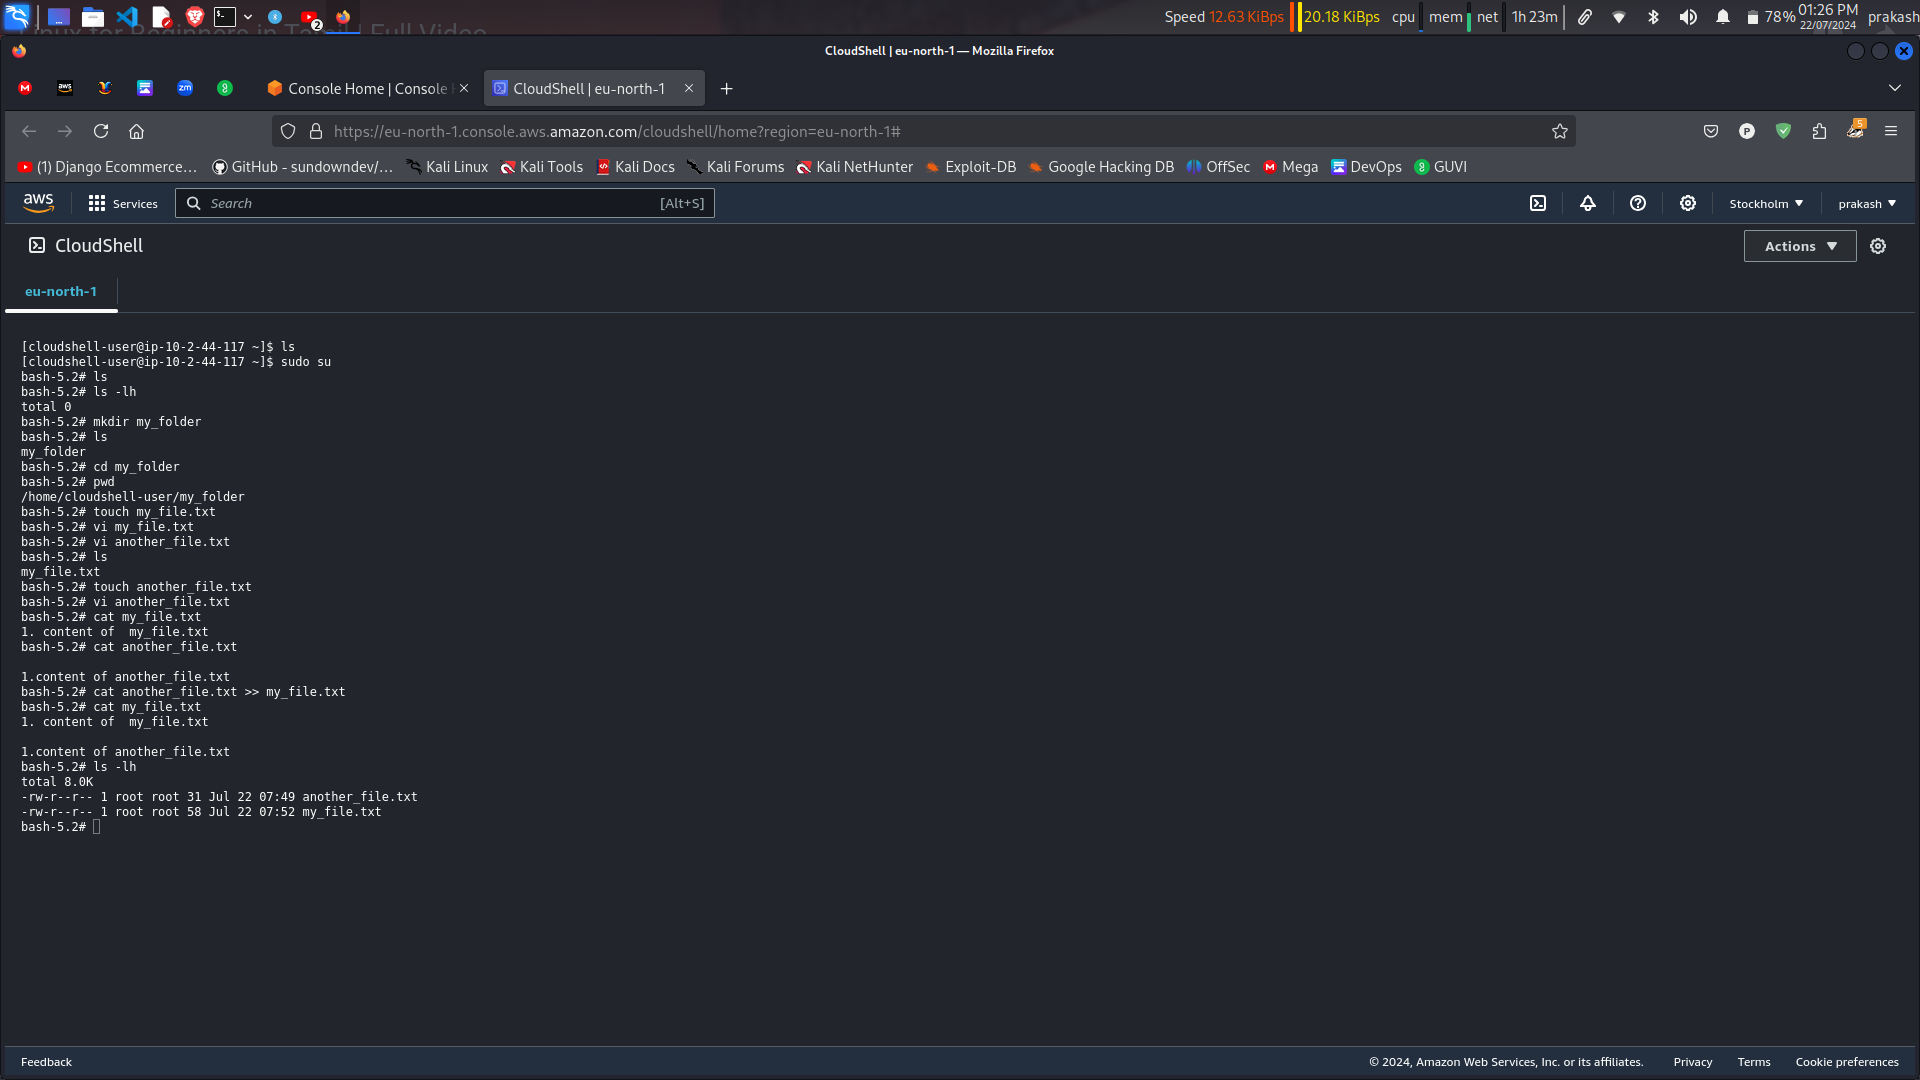 Linux for Beginners in Tamil | Full Video
2
Speed 12.63 KiBps 20.18 KiBps cpu mem net 1h 23m 78% 01:26 PM 22/07/2024 prakash
CloudShell | eu-north-1 — Mozilla Firefox
aws zm Console Home | Console CloudShell | eu-north-1
https://eu-north-1.console.aws.amazon.com/cloudshell/home?region=eu-north-1#
P 5
(1) Django Ecommerce… GitHub - sundowndev/… Kali Linux Kali Tools Kali Docs Kali Forums Kali NetHunter Exploit-DB Google Hacking DB OffSec Mega DevOps GUVI
aws Services Search [Alt+S] Stockholm prakash
CloudShell Actions
eu-north-1
[cloudshell-user@ip-10-2-44-117 ~]$ ls
[cloudshell-user@ip-10-2-44-117 ~]$ sudo su
bash-5.2# ls
bash-5.2# ls -lh
total 0
bash-5.2# mkdir my_folder
bash-5.2# ls
my_folder
bash-5.2# cd my_folder
bash-5.2# pwd
/home/cloudshell-user/my_folder
bash-5.2# touch my_file.txt
bash-5.2# vi my_file.txt
bash-5.2# vi another_file.txt
bash-5.2# ls
my_file.txt
bash-5.2# touch another_file.txt
bash-5.2# vi another_file.txt
bash-5.2# cat my_file.txt
1. content of  my_file.txt
bash-5.2# cat another_file.txt
1.content of another_file.txt
bash-5.2# cat another_file.txt >> my_file.txt
bash-5.2# cat my_file.txt
1. content of  my_file.txt
1.content of another_file.txt
bash-5.2# ls -lh
total 8.0K
-rw-r--r-- 1 root root 31 Jul 22 07:49 another_file.txt
-rw-r--r-- 1 root root 58 Jul 22 07:52 my_file.txt
bash-5.2#
Feedback © 2024, Amazon Web Services, Inc. or its affiliates. Privacy Terms Cookie preferences